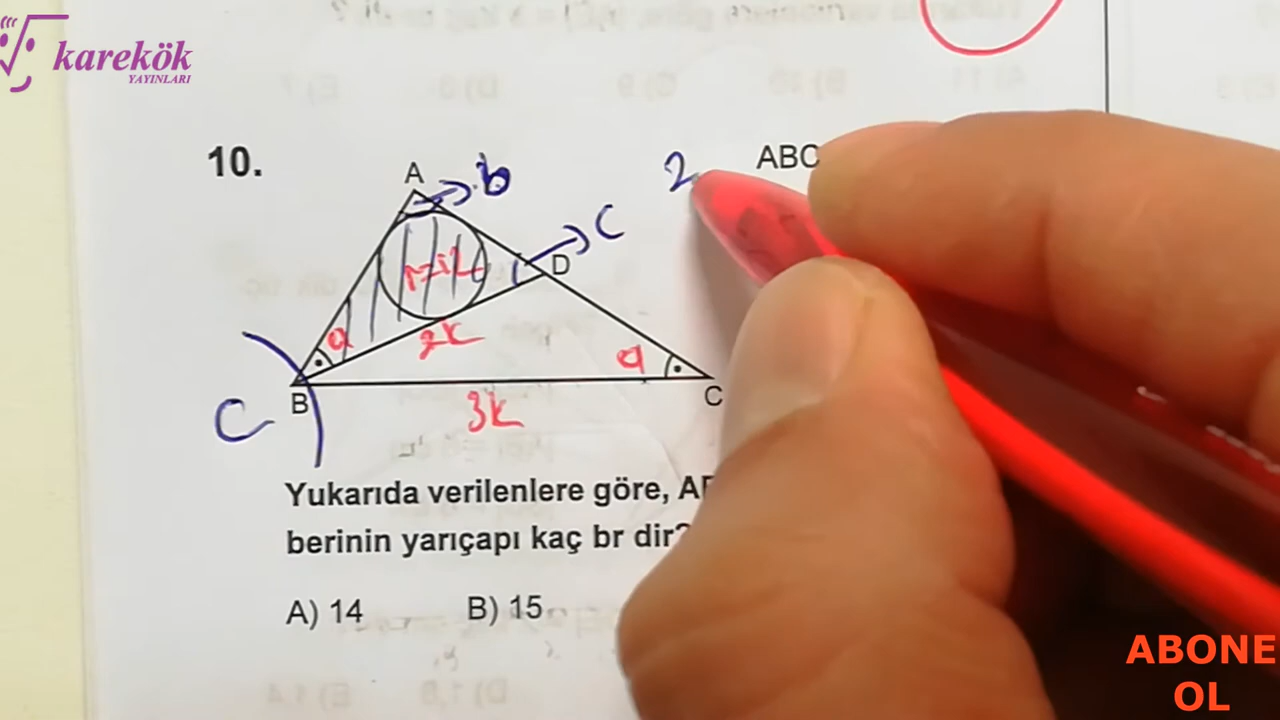 karekök
YAYINLARI
10.
A
b
2
ABC
C
D
r=12
a
2k
a
C
B
3k
C
Yukarıda verilenlere göre,
berinin yarıçapı kaç br dir?
A) 14
B) 15
ABONE
OL